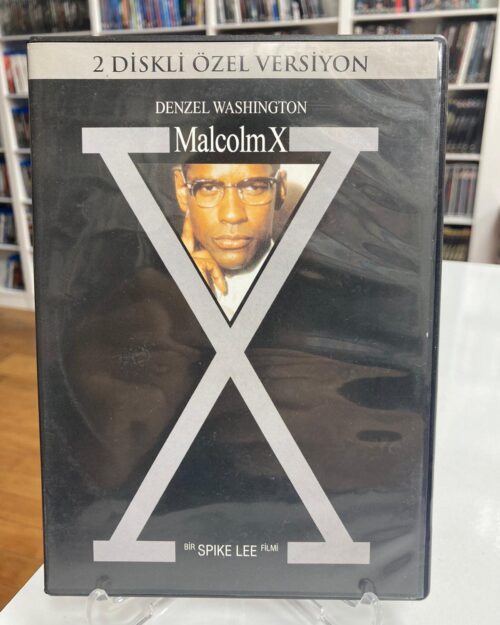 2 DİSKLİ ÖZEL VERSİYON
DENZEL WASHINGTON
Malcolm X
BİR SPIKE LEE FİLMİ